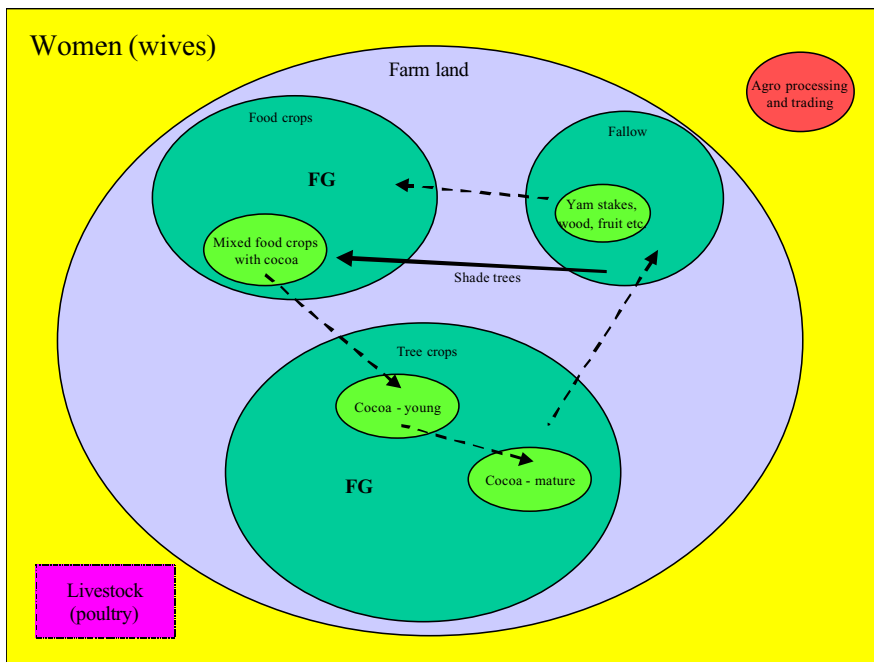 Women (wives)
Farm land
Agro processing
and trading
Food crops
Fallow
FG
Yam stakes,
wood, fruit etc
Mixed food crops
with cocoa
Shade trees
Tree crops
Cocoa - young
FG
Cocoa - mature
Livestock
(poultry)